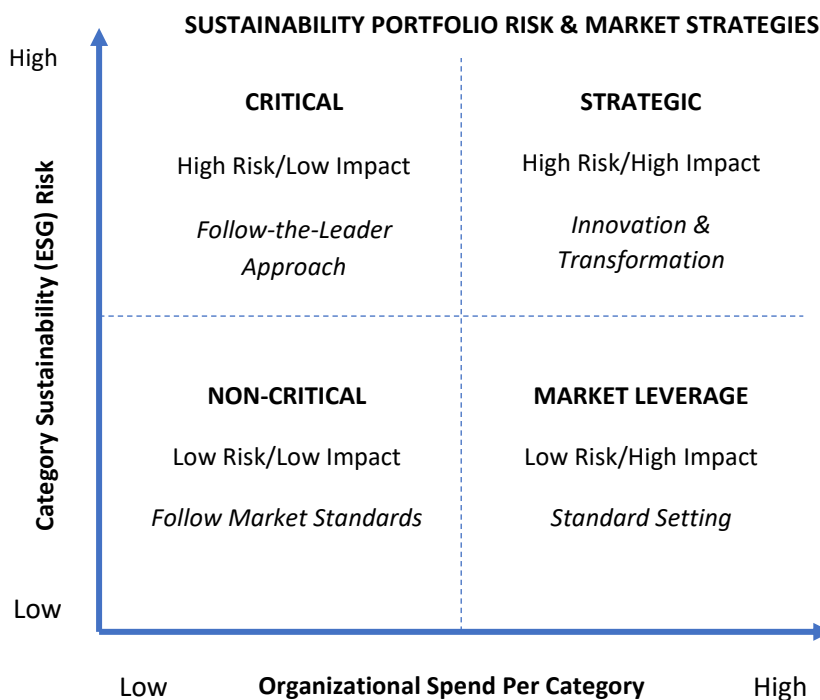 SUSTAINABILITY PORTFOLIO RISK & MARKET STRATEGIES
High
Category Sustainability (ESG) Risk
Low
CRITICAL
High Risk/Low Impact
Follow-the-Leader
Approach
STRATEGIC
High Risk/High Impact
Innovation &
Transformation
NON-CRITICAL
Low Risk/Low Impact
Follow Market Standards
MARKET LEVERAGE
Low Risk/High Impact
Standard Setting
Low
Organizational Spend Per Category
High